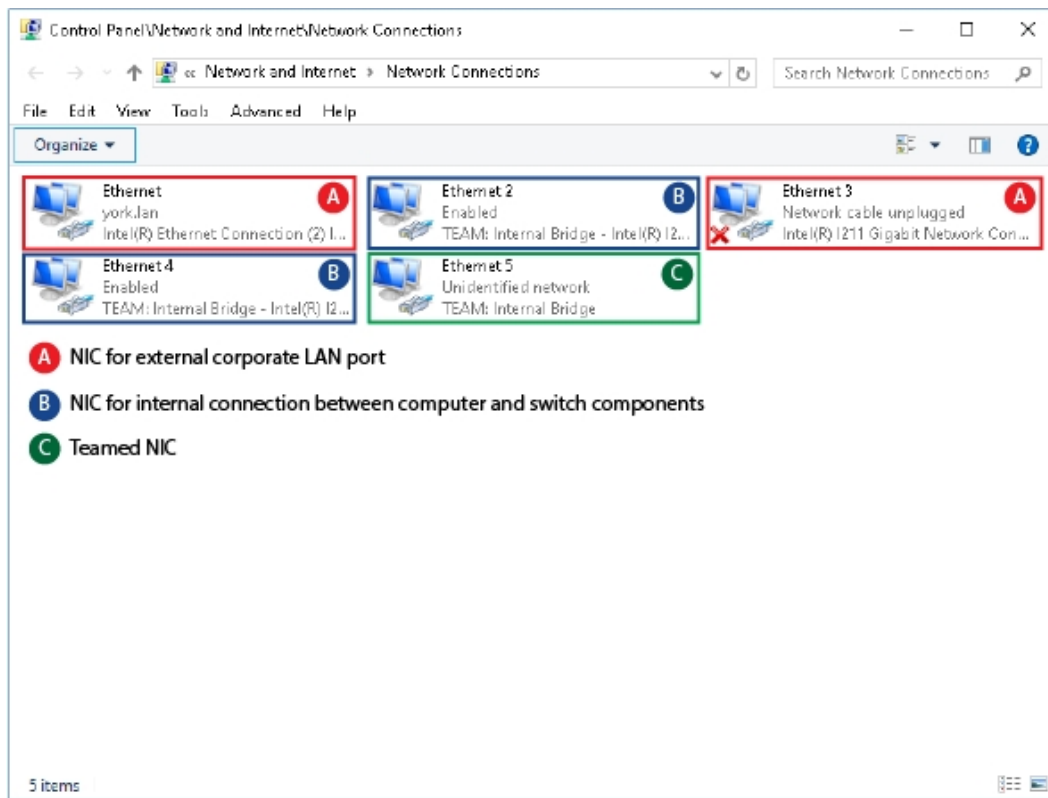 Control Panel\Network and Internet\Network Connections
« Network and Internet › Network Connections
Search Network Connections
File Edit View Tools Advanced Help
Organize
Ethernet
york.lan
Intel(R) Ethernet Connection (2) I...
A
Ethernet 2
Enabled
TEAM: Internal Bridge - Intel(R) I2...
B
Ethernet 3
Network cable unplugged
Intel(R) I211 Gigabit Network Con...
A
Ethernet 4
Enabled
TEAM: Internal Bridge - Intel(R) I2...
B
Ethernet 5
Unidentified network
TEAM: Internal Bridge
C
A NIC for external corporate LAN port
B NIC for internal connection between computer and switch components
C Teamed NIC
5 items